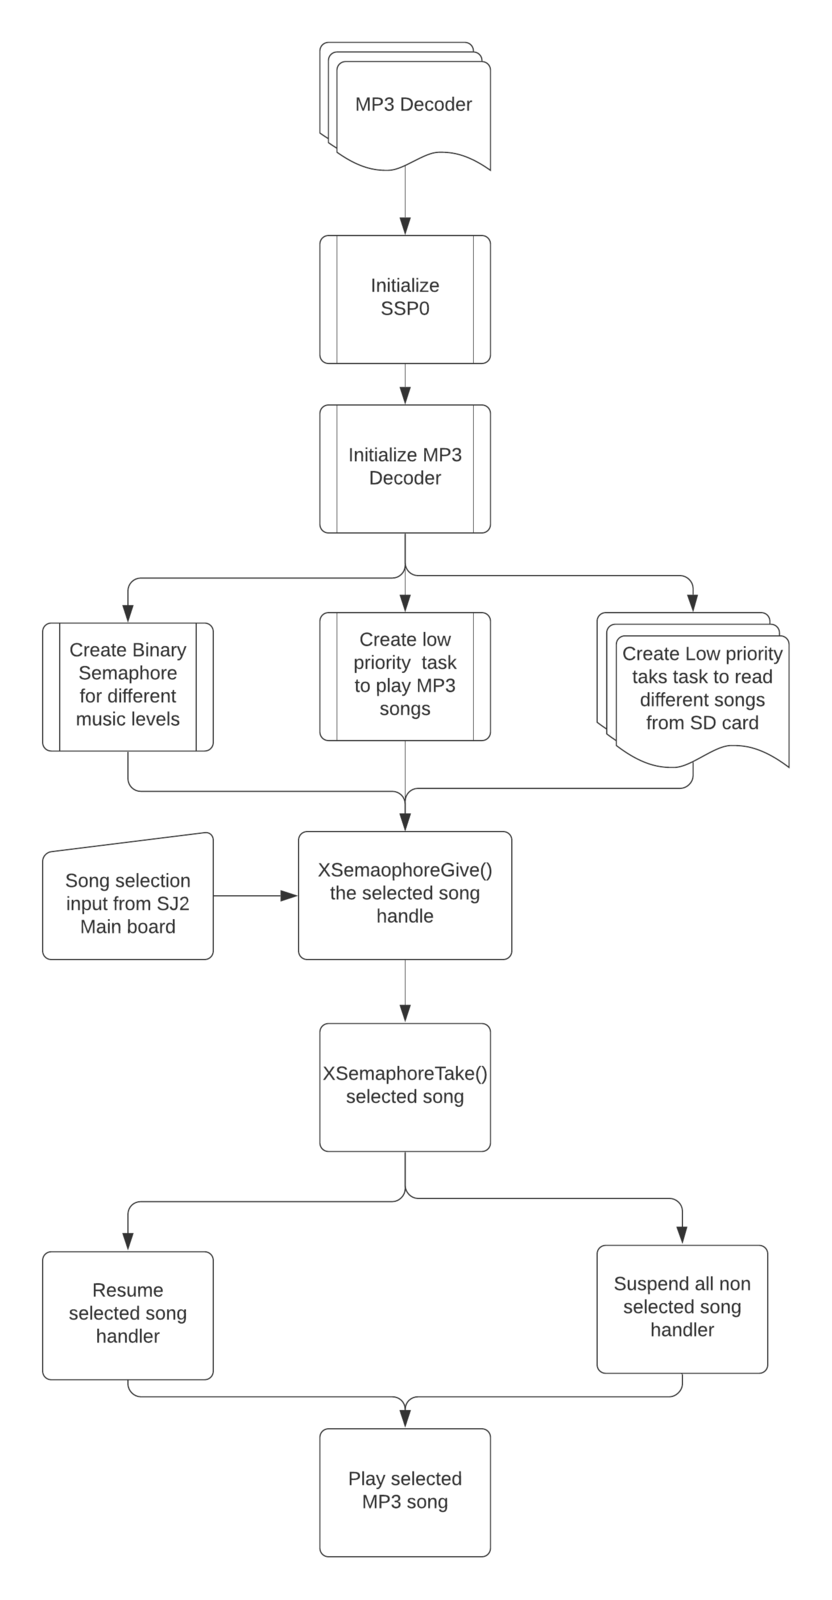 MP3 Decoder
Initialize
SSP0
Initialize MP3
Decoder
Create Binary
Semaphore
for different
music levels
Create low
priority task
to play MP3
songs
Create Low priority
taks task to read
different songs
from SD card
Song selection
input from SJ2
Main board
XSemaophoreGive()
the selected song
handle
XSemaphoreTake()
selected song
Resume
selected song
handler
Suspend all non
selected song
handler
Play selected
MP3 song